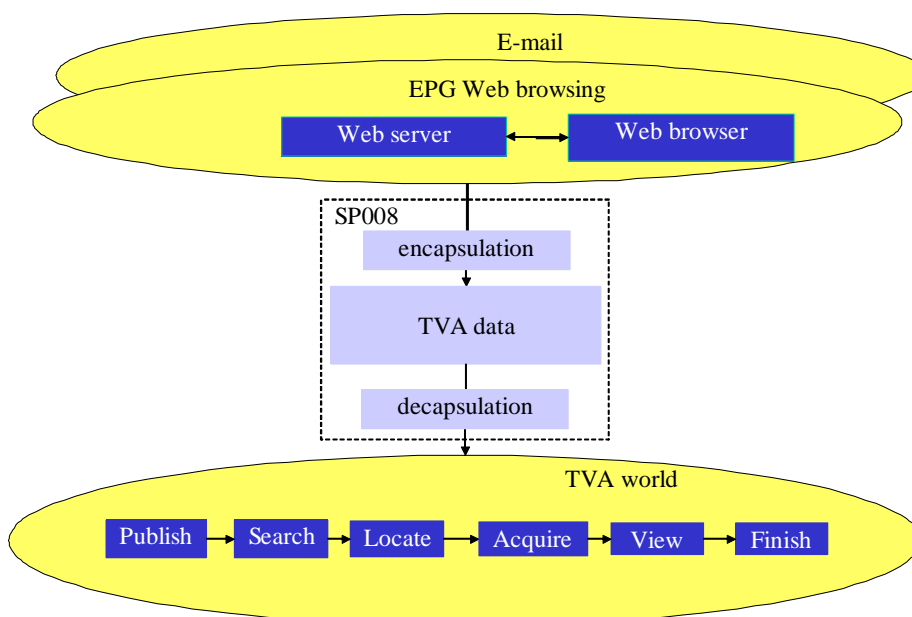 E-mail
EPG Web browsing
Web server
Web browser
SP008
encapsulation
TVA data
decapsulation
TVA world
Publish
Search
Locate
Acquire
View
Finish